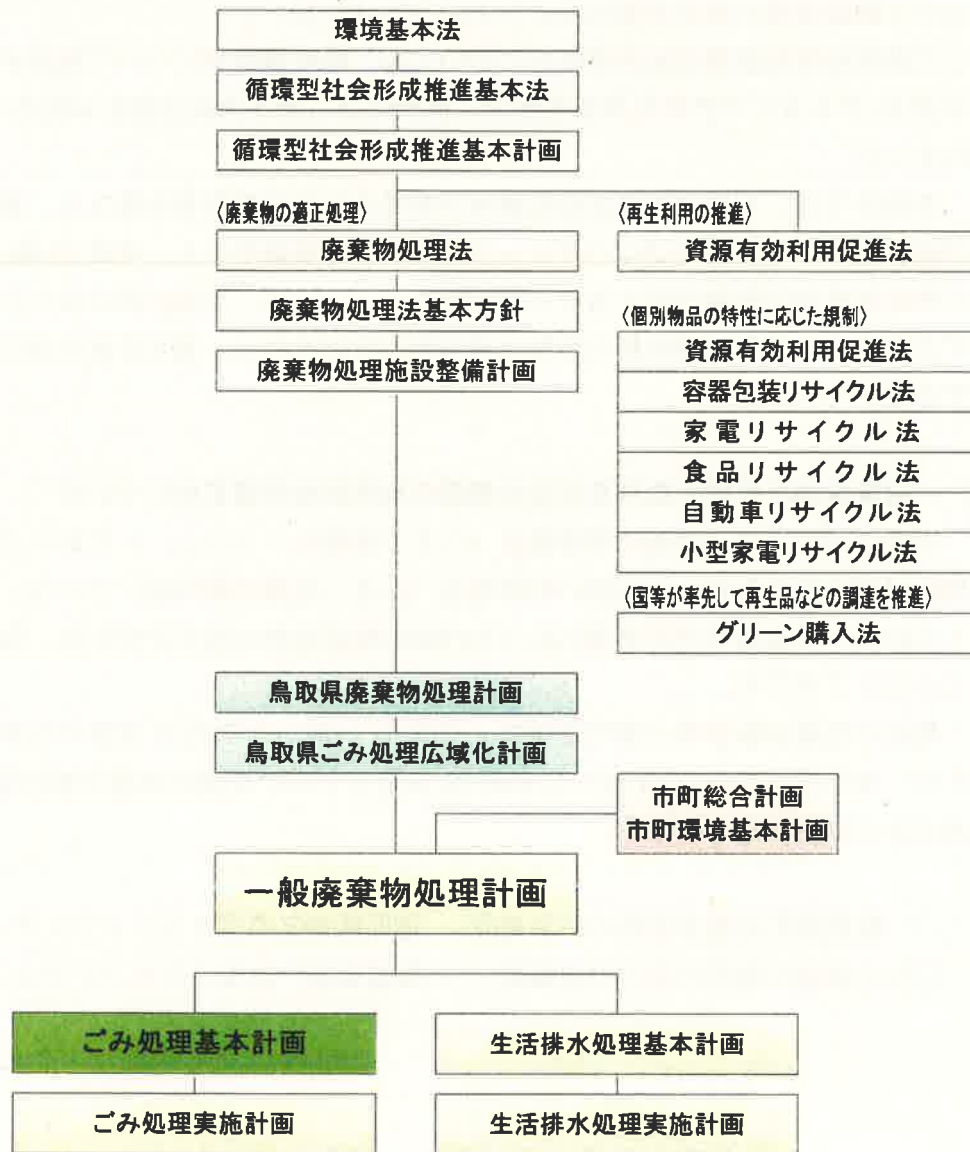 環境基本法
循環型社会形成推進基本法
循環型社会形成推進基本計画
〈廃棄物の適正処理〉
廃棄物処理法
廃棄物処理法基本方針
廃棄物処理施設整備計画
〈再生利用の推進〉
資源有効利用促進法
〈個別物品の特性に応じた規制〉
資源有効利用促進法
容器包装リサイクル法
家電リサイクル法
食品リサイクル法
自動車リサイクル法
小型家電リサイクル法
〈国等が率先して再生品などの調達を推進〉
グリーン購入法
鳥取県廃棄物処理計画
鳥取県ごみ処理広域化計画
市町総合計画
市町環境基本計画
一般廃棄物処理計画
ごみ処理基本計画
生活排水処理基本計画
ごみ処理実施計画
生活排水処理実施計画